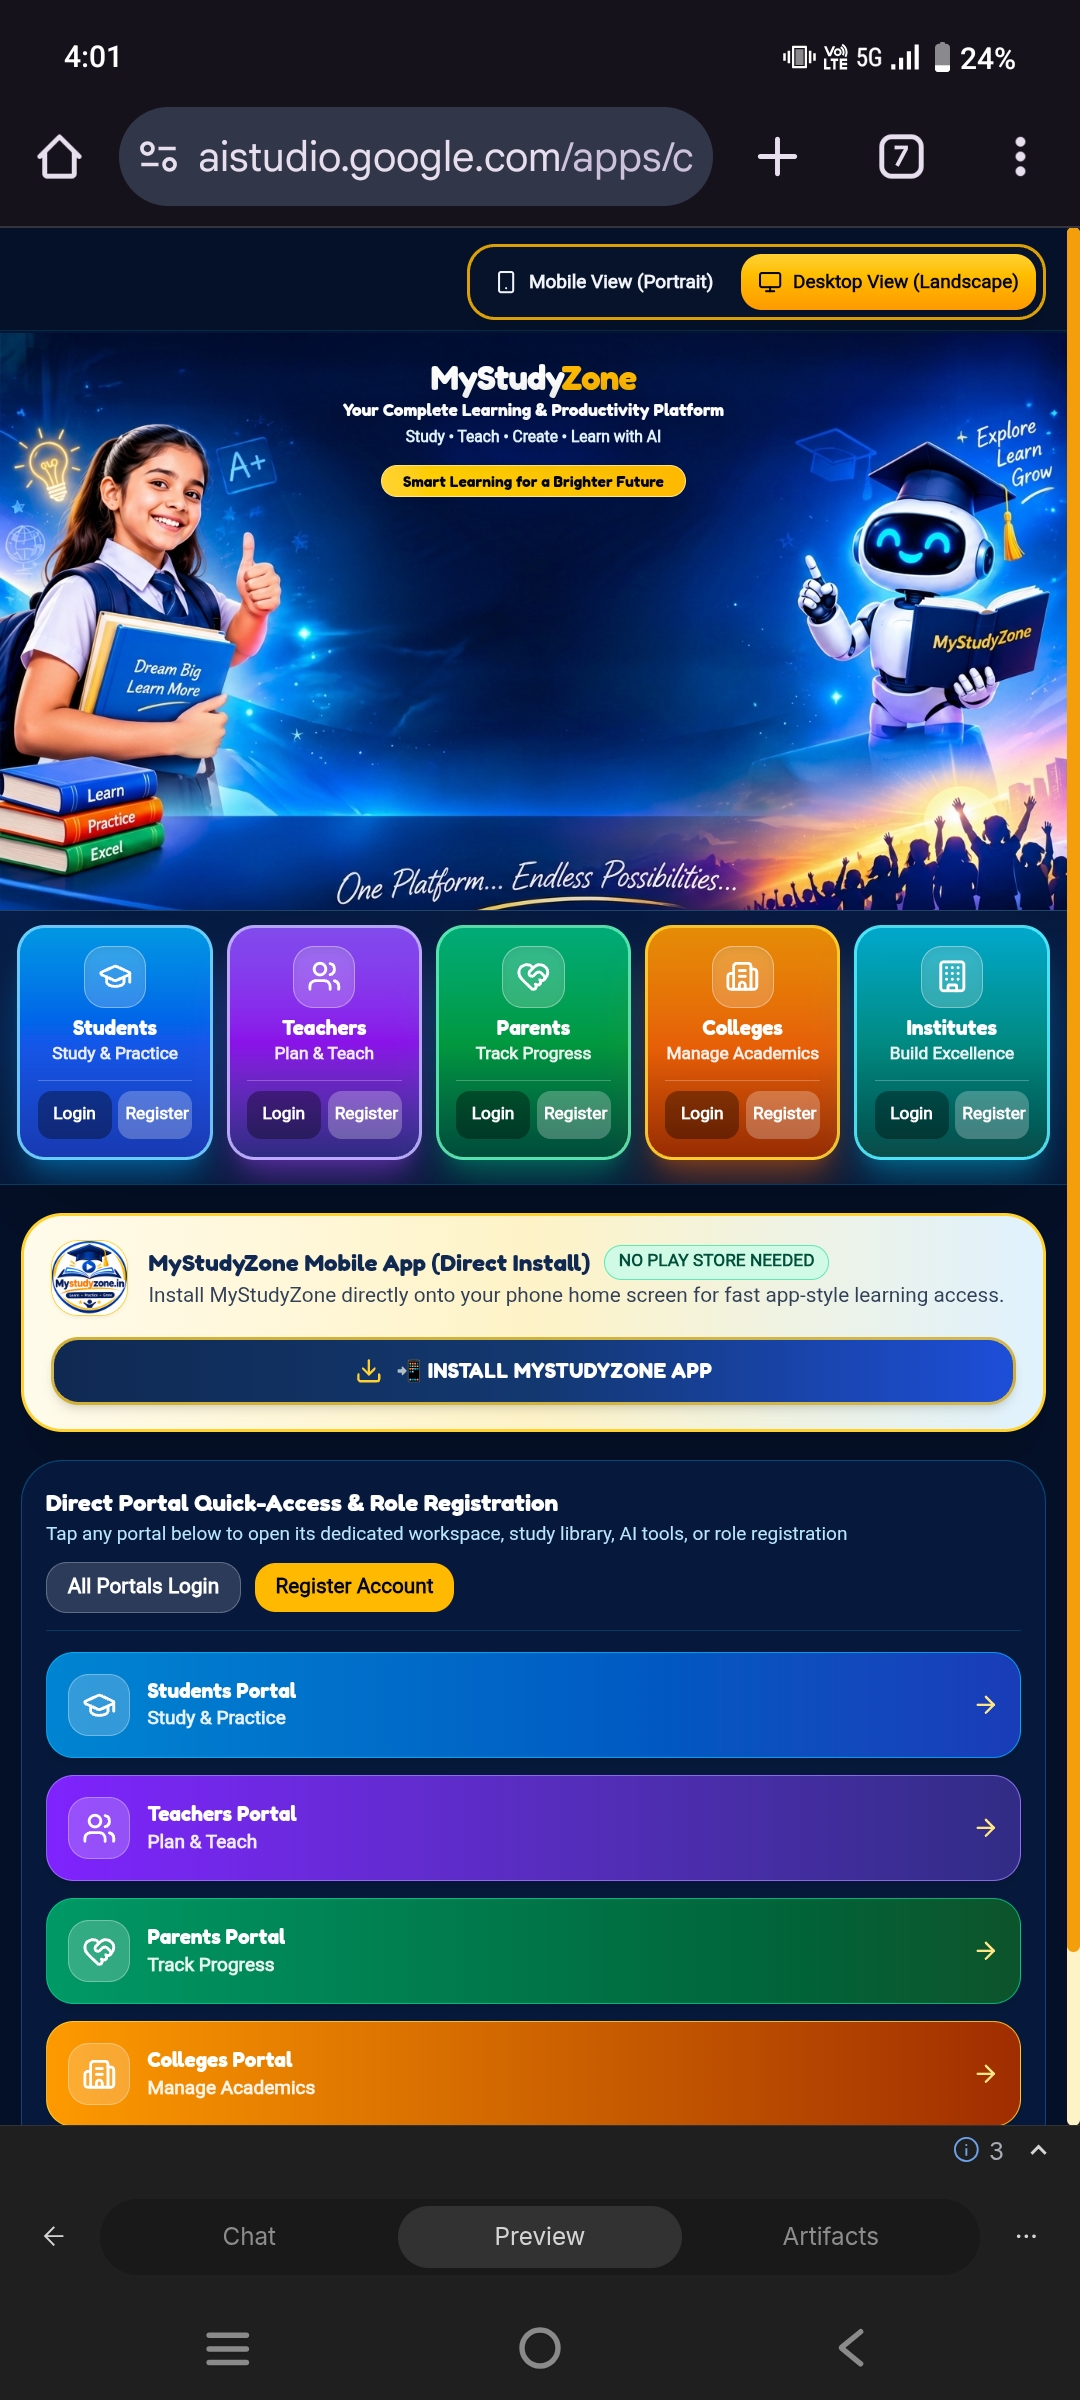 4:01
Vo)) LTE 5G 24%
aistudio.google.com/apps/c
7
Mobile View (Portrait)
Desktop View (Landscape)
MyStudyZone
Your Complete Learning & Productivity Platform
Study • Teach • Create • Learn with AI
Smart Learning for a Brighter Future
A+
Explore
Learn
Grow
Dream Big
Learn More
MyStudyZone
Learn
Practice
Excel
One Platform... Endless Possibilities...
Students
Study & Practice
Login Register
Teachers
Plan & Teach
Login Register
Parents
Track Progress
Login Register
Colleges
Manage Academics
Login Register
Institutes
Build Excellence
Login Register
Mystudyzone.in
MyStudyZone Mobile App (Direct Install) NO PLAY STORE NEEDED
Install MyStudyZone directly onto your phone home screen for fast app-style learning access.
INSTALL MYSTUDYZONE APP
Direct Portal Quick-Access & Role Registration
Tap any portal below to open its dedicated workspace, study library, AI tools, or role registration
All Portals Login Register Account
Students Portal
Study & Practice
Teachers Portal
Plan & Teach
Parents Portal
Track Progress
Colleges Portal
Manage Academics
3
Chat Preview Artifacts